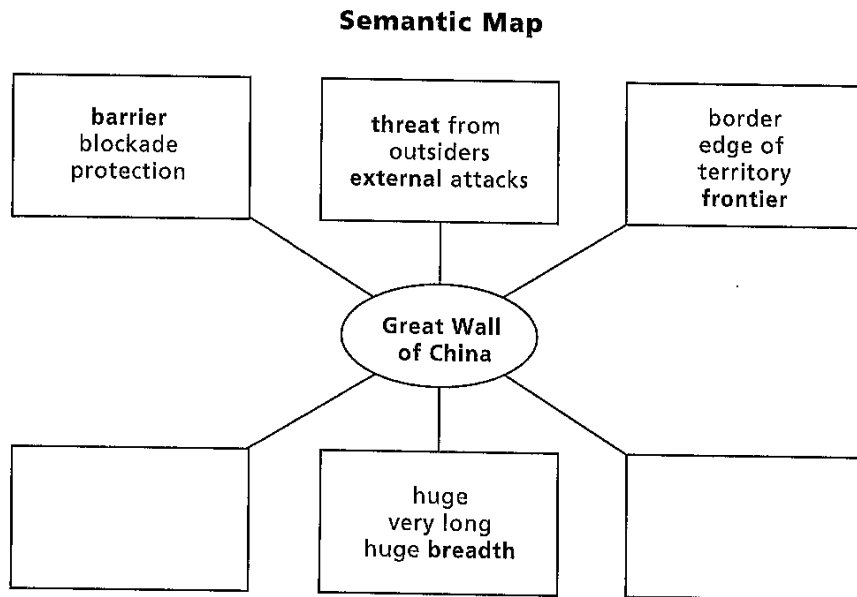 Semantic Map
barrier
blockade
protection
threat from
outsiders
external attacks
border
edge of
territory
frontier
Great Wall
of China
huge
very long
huge breadth